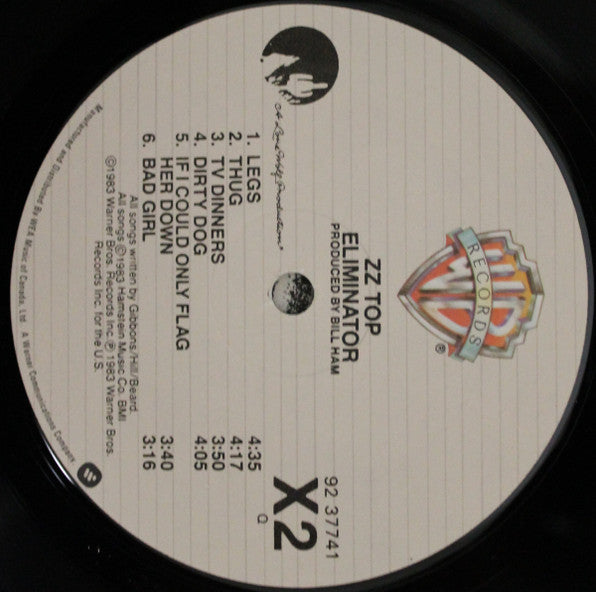 RECORDS
®
ZZ TOP
ELIMINATOR
PRODUCED BY BILL HAM
92 37741
X2
Q
A Lone Wolf Production
1. LEGS 4:35
2. THUG 4:17
3. TV DINNERS 3:50
4. DIRTY DOG 4:05
5. IF I COULD ONLY FLAG
HER DOWN 3:40
6. BAD GIRL 3:16
All songs written by Gibbons/Hill/Beard.
All songs ©1983 Hamstein Music Co. BMI
©1983 Warner Bros. Records Inc. ℗ 1983 Warner Bros.
Records Inc. for the U.S.
Manufactured and Distributed By WEA Music of Canada, Ltd. A Warner Communications Company